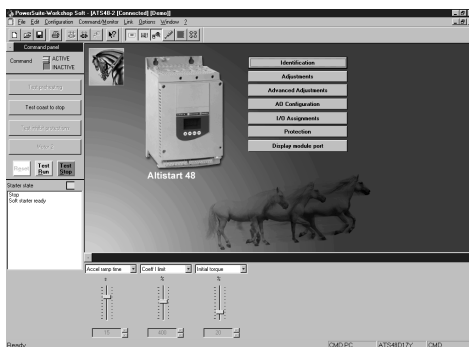 PowerSuite-Workshop Soft - [ATS48-2 [Connected] [Demo]]
File Edit Configuration Command/Monitor Link Options Window ?
Command panel
Command ACTIVE
INACTIVE
Test coast to stop
Test Run
Test Stop
Starter state
Stop
Soft starter ready
Identification
Adjustments
Advanced Adjustments
AO Configuration
I/O Assignments
Protection
Display module port
Altistart 48
Accel ramp time Coeff I limit Initial torque
s % %
15 400 20
Ready CMD PC ATS48D17Y CMD